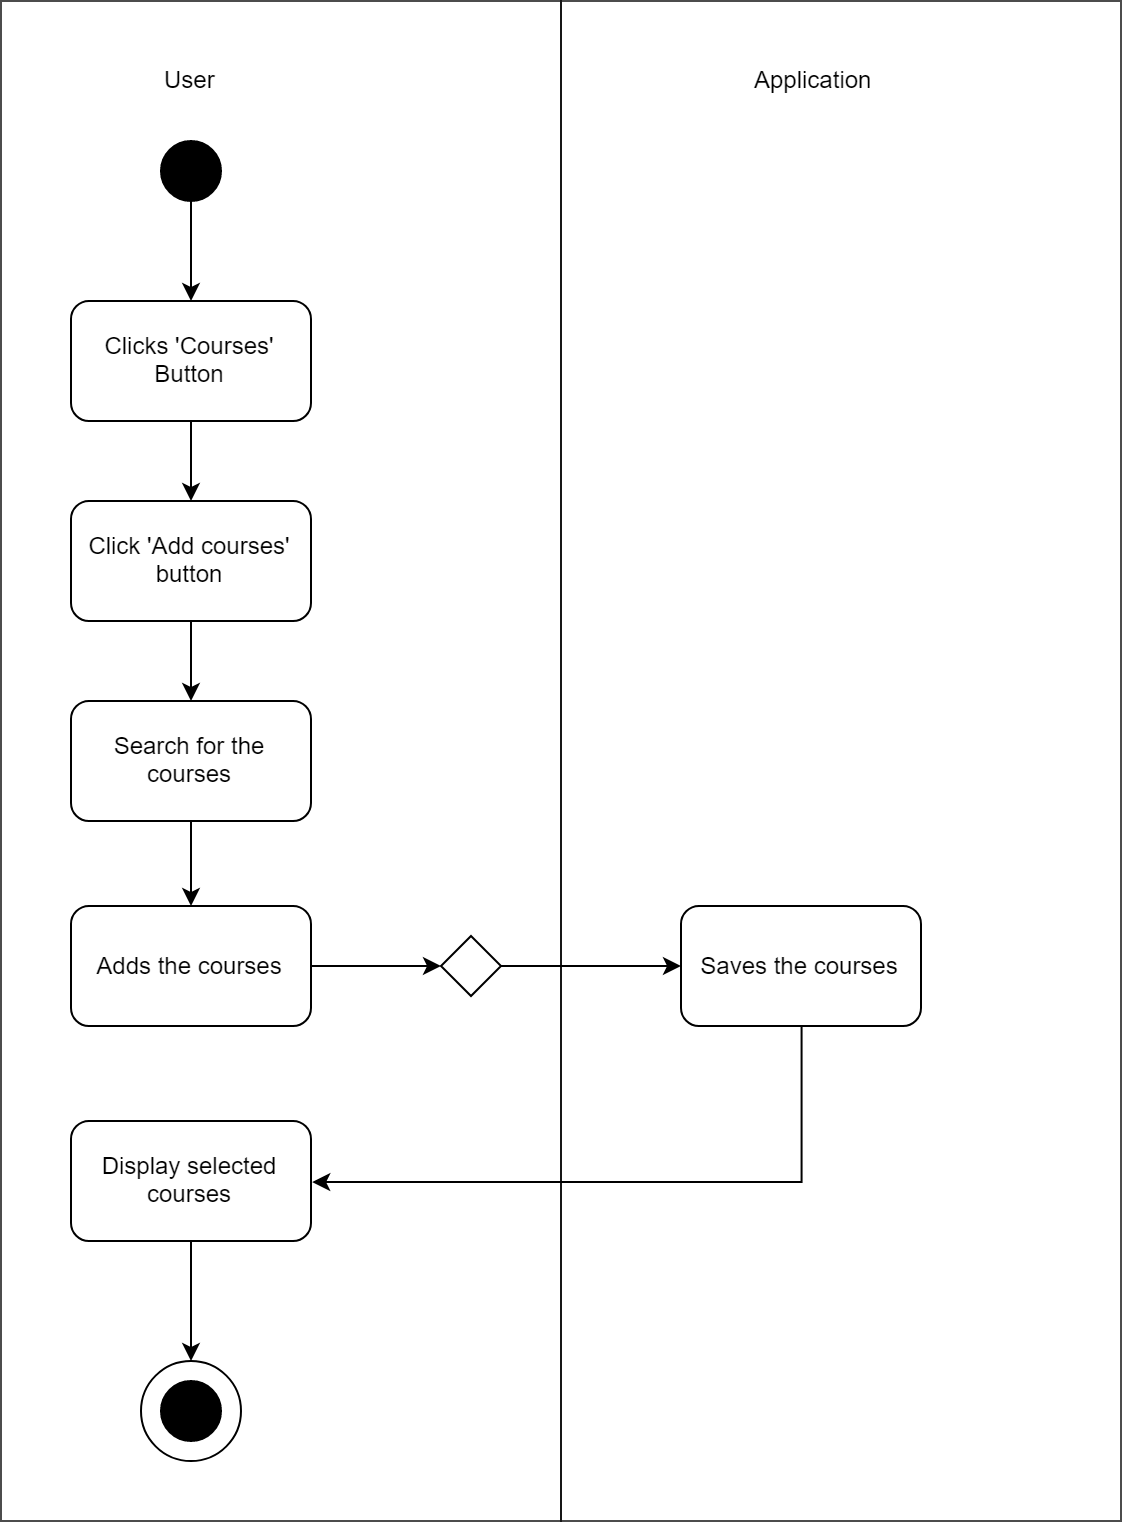 User
Application
Clicks 'Courses'
Button
Click 'Add courses'
button
Search for the
courses
Adds the courses
Saves the courses
Display selected
courses